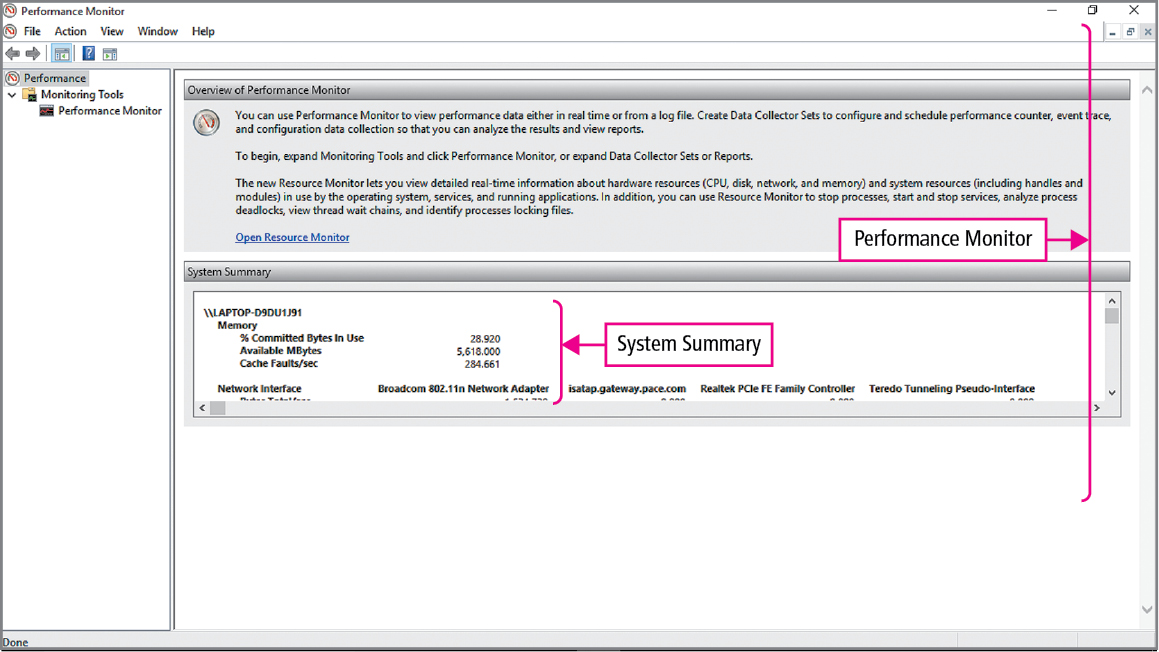 Performance Monitor
File Action View Window Help
Performance
Monitoring Tools
Performance Monitor
Overview of Performance Monitor
You can use Performance Monitor to view performance data either in real time or from a log file. Create Data Collector Sets to configure and schedule performance counter, event trace,
and configuration data collection so that you can analyze the results and view reports.
To begin, expand Monitoring Tools and click Performance Monitor, or expand Data Collector Sets or Reports.
The new Resource Monitor lets you view detailed real-time information about hardware resources (CPU, disk, network, and memory) and system resources (including handles and
modules) in use by the operating system, services, and running applications. In addition, you can use Resource Monitor to stop processes, start and stop services, analyze process
deadlocks, view thread wait chains, and identify processes locking files.
Open Resource Monitor
Performance Monitor
System Summary
\\LAPTOP-D9DU1J91
Memory
% Committed Bytes In Use 28.920
Available MBytes 5,618.000
Cache Faults/sec 284.661
System Summary
Network Interface Broadcom 802.11n Network Adapter isatap.gateway.pace.com Realtek PCIe FE Family Controller Teredo Tunneling Pseudo-Interface
Done